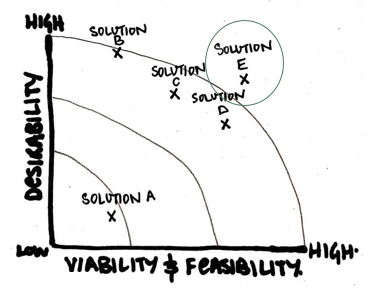 HIGH
SOLUTION
B
X
SOLUTION
E
X
SOLUTION
C
X
SOLUTION
D
X
DESIRABILITY
SOLUTION A
X
LOW
HIGH.
VIABILITY & FEASIBILITY.